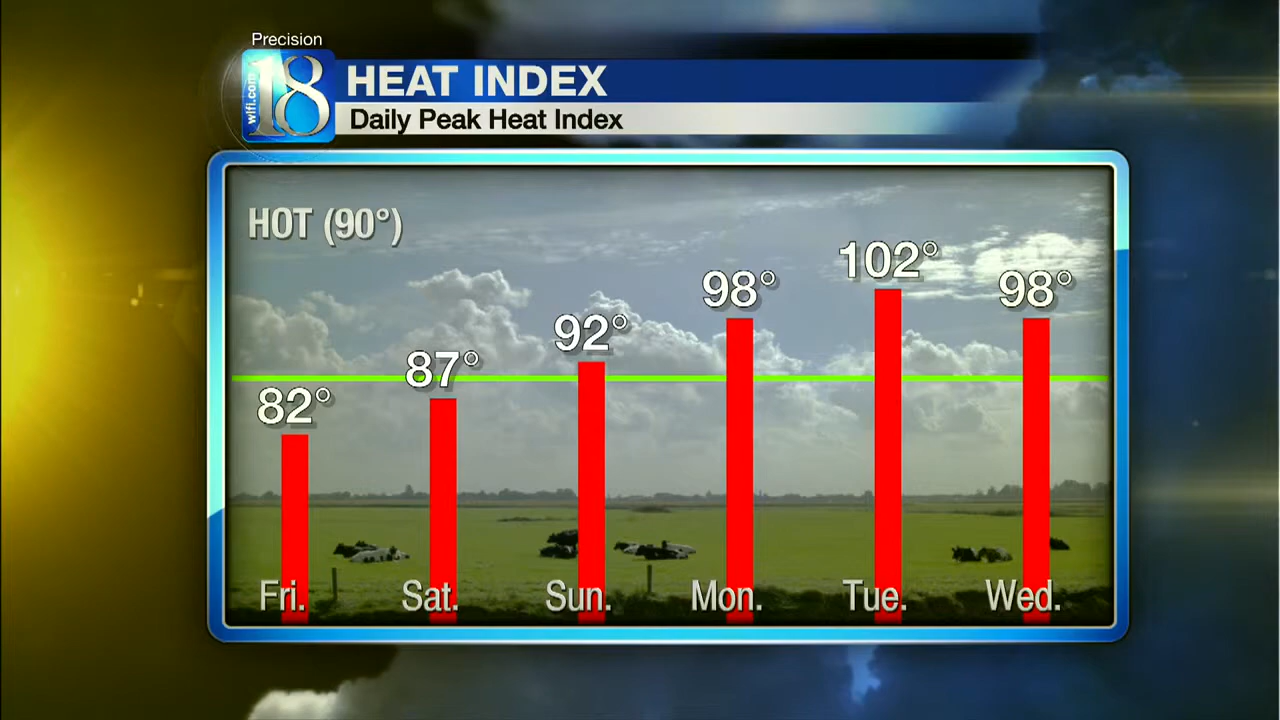 Precision
wlfi.com
18
HEAT INDEX
Daily Peak Heat Index
HOT (90°)
82° 87° 92° 98° 102° 98°
Fri. Sat. Sun. Mon. Tue. Wed.